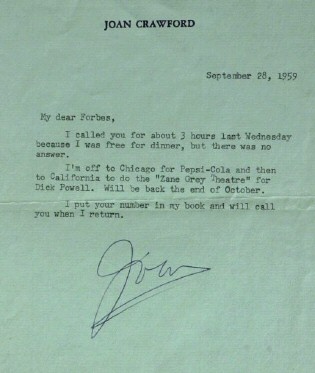 JOAN CRAWFORD
September 28, 1959
My dear Forbes,
I called you for about 3 hours last Wednesday
because I was free for dinner, but there was no
answer.
I'm off to Chicago for Pepsi-Cola and then
to California to do the "Zane Grey Theatre" for
Dick Powell. Will be back the end of October.
I put your number in my book and will call
you when I return.
Joan